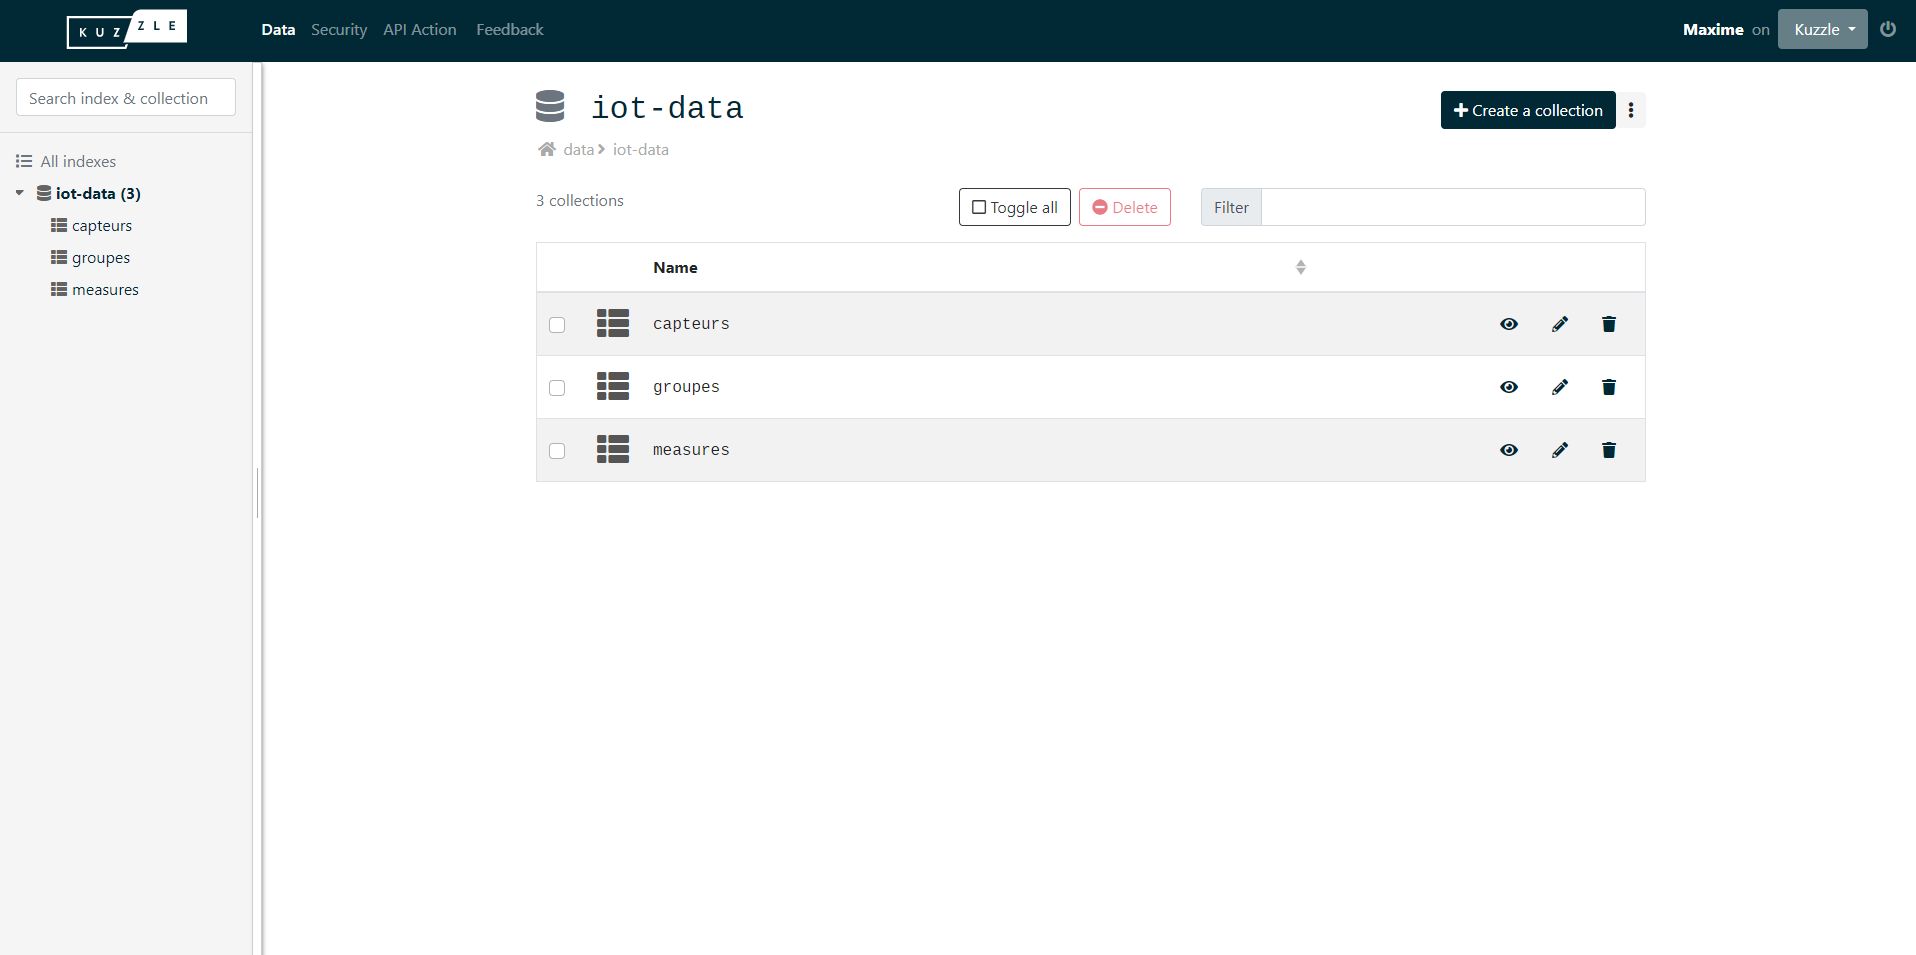 KUZZLE
Data Security API Action Feedback
Maxime on Kuzzle
Search index & collection
All indexes
iot-data (3)
capteurs
groupes
measures
iot-data
Create a collection
data iot-data
3 collections
Toggle all
Delete
Filter
Name
capteurs
groupes
measures